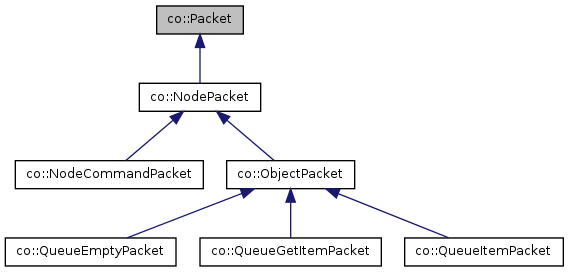 co::Packet
co::NodePacket
co::NodeCommandPacket
co::ObjectPacket
co::QueueEmptyPacket
co::QueueGetItemPacket
co::QueueItemPacket